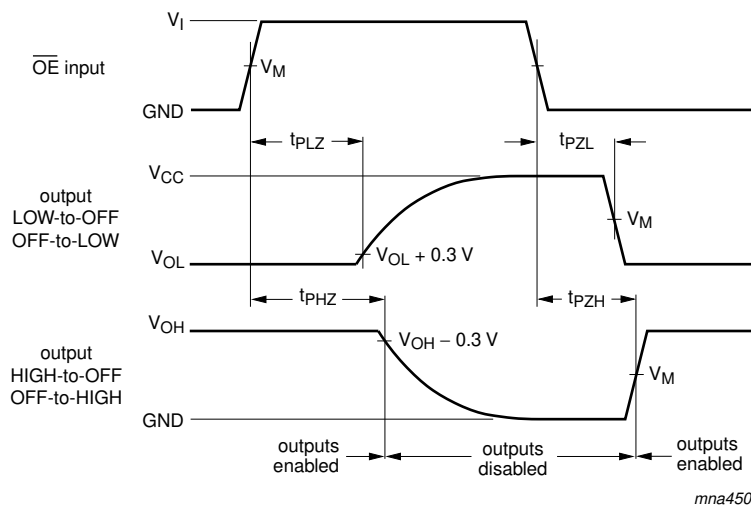 V_I
OE input
V_M
GND
t_PLZ
t_PZL
V_CC
output
LOW-to-OFF
OFF-to-LOW
V_M
V_OL
V_OL + 0.3 V
t_PHZ
t_PZH
V_OH
V_OH − 0.3 V
output
HIGH-to-OFF
OFF-to-HIGH
V_M
GND
outputs
enabled
outputs
disabled
outputs
enabled
mna450